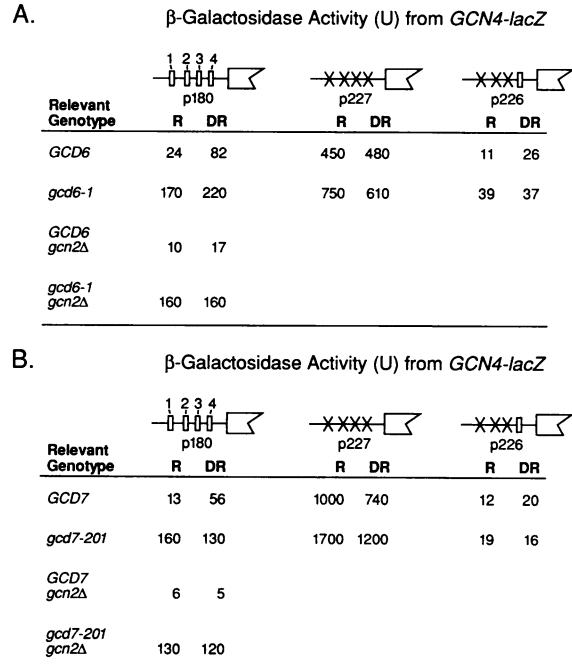 A.
β-Galactosidase Activity (U) from GCN4-lacZ
1 2 3 4
p180 p227 p226
Relevant
Genotype R DR R DR R DR
GCD6 24 82 450 480 11 26
gcd6-1 170 220 750 610 39 37
GCD6
gcn2Δ 10 17
gcd6-1
gcn2Δ 160 160
B.
β-Galactosidase Activity (U) from GCN4-lacZ
1 2 3 4
p180 p227 p226
Relevant
Genotype R DR R DR R DR
GCD7 13 56 1000 740 12 20
gcd7-201 160 130 1700 1200 19 16
GCD7
gcn2Δ 6 5
gcd7-201
gcn2Δ 130 120